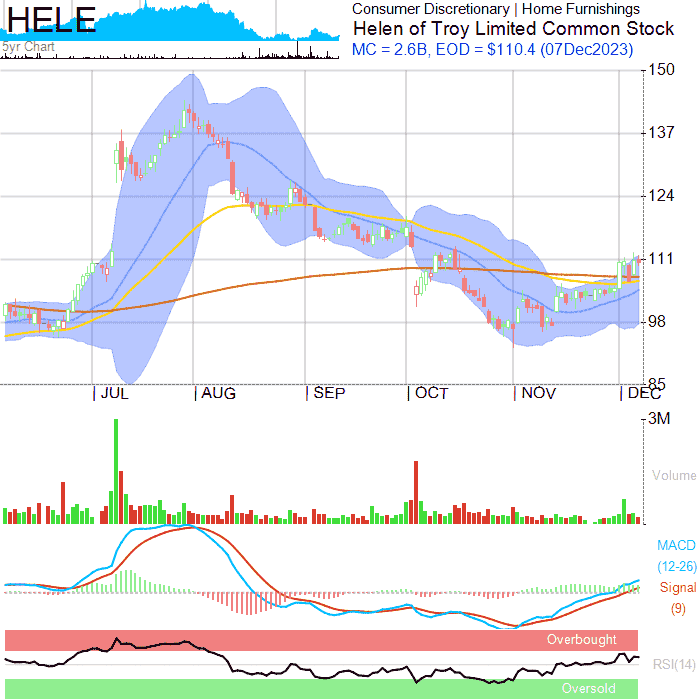 HELE
5yr Chart
Consumer Discretionary | Home Furnishings
Helen of Troy Limited Common Stock
MC = 2.6B, EOD = $110.4 (07Dec2023)
150
137
124
111
98
85
JUL AUG SEP OCT NOV DEC
3M
Volume
MACD
(12-26)
Signal
(9)
Overbought
RSI(14)
Oversold